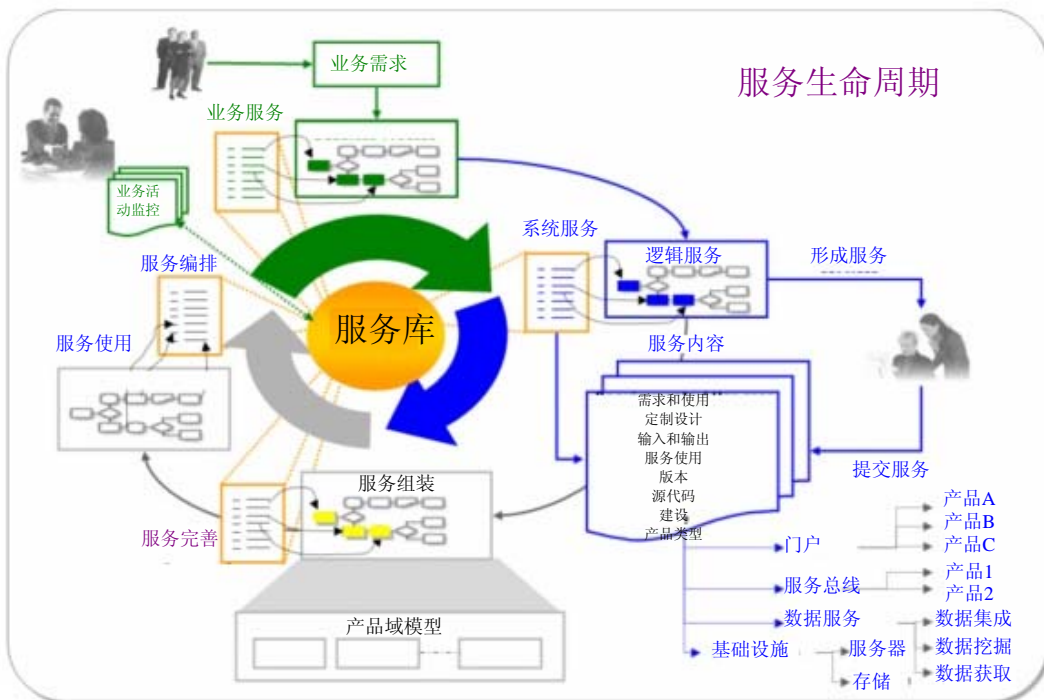 服务生命周期
业务需求
业务服务
业务活
动监控
系统服务
逻辑服务
形成服务
服务编排
服务库
服务使用
服务内容
需求和使用
定制设计
输入和输出
服务使用
版本
源代码
建设
产品类型
提交服务
服务组装
服务完善
产品域模型
门户
产品A
产品B
产品C
服务总线
产品1
产品2
数据服务
数据集成
数据挖掘
数据获取
基础设施
服务器
存储